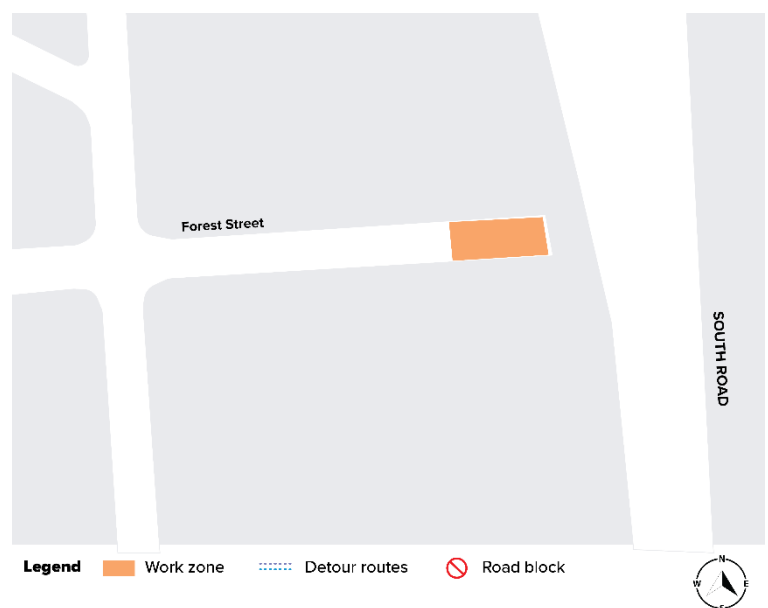 Forest Street
SOUTH ROAD
Legend
Work zone
Detour routes
Road block
N
W
E
S